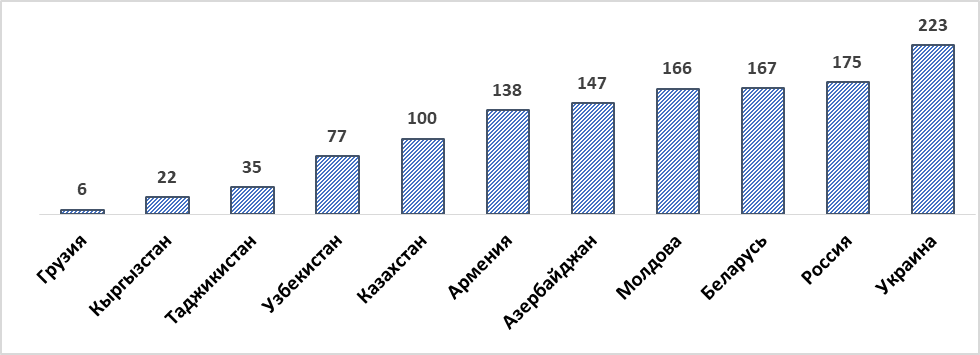 6
22
35
77
100
138
147
166
167
175
223
Грузия
Кыргызстан
Таджикистан
Узбекистан
Казахстан
Армения
Азербайджан
Молдова
Беларусь
Россия
Украина